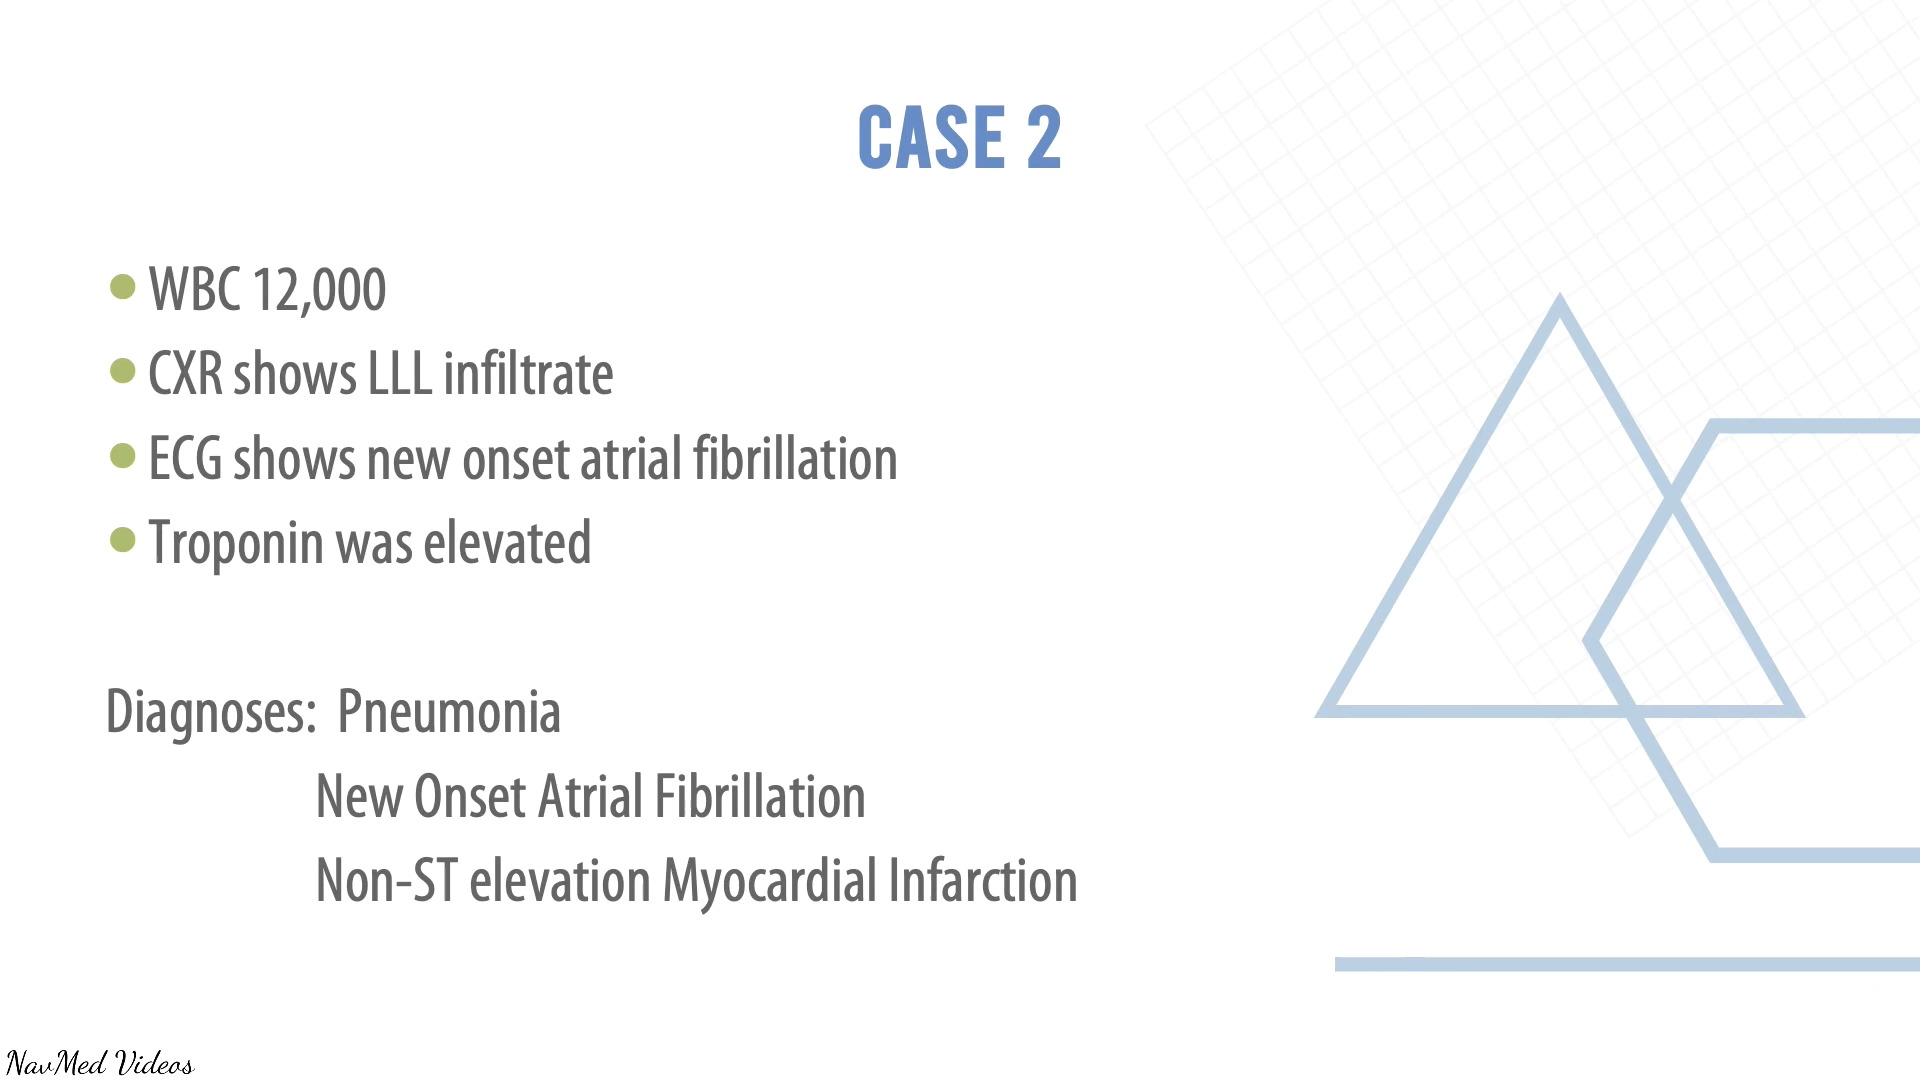 CASE 2
WBC 12,000
CXR shows LLL infiltrate
ECG shows new onset atrial fibrillation
Troponin was elevated
Diagnoses: Pneumonia
New Onset Atrial Fibrillation
Non-ST elevation Myocardial Infarction
NavMed Videos